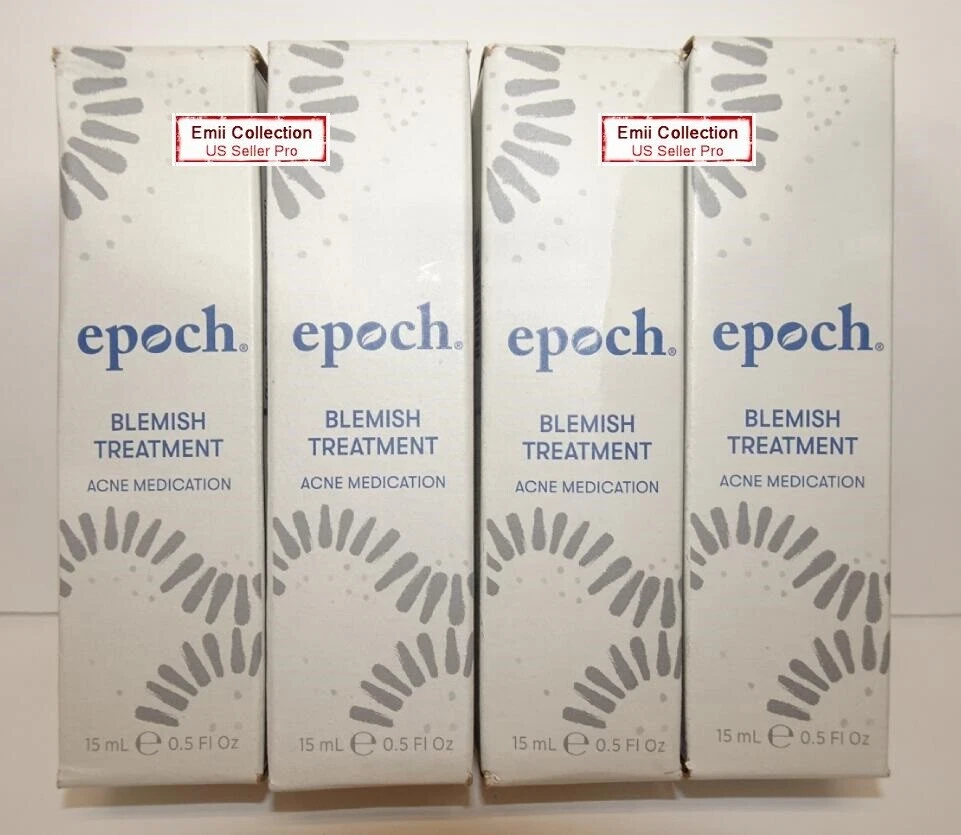 Emii Collection
US Seller Pro
Emii Collection
US Seller Pro
epoch®
BLEMISH
TREATMENT
ACNE MEDICATION
15 mL ℮ 0.5 Fl Oz
epoch®
BLEMISH
TREATMENT
ACNE MEDICATION
15 mL ℮ 0.5 Fl Oz
epoch®
BLEMISH
TREATMENT
ACNE MEDICATION
15 mL ℮ 0.5 Fl Oz
epoch®
BLEMISH
TREATMENT
ACNE MEDICATION
15 mL ℮ 0.5 Fl Oz